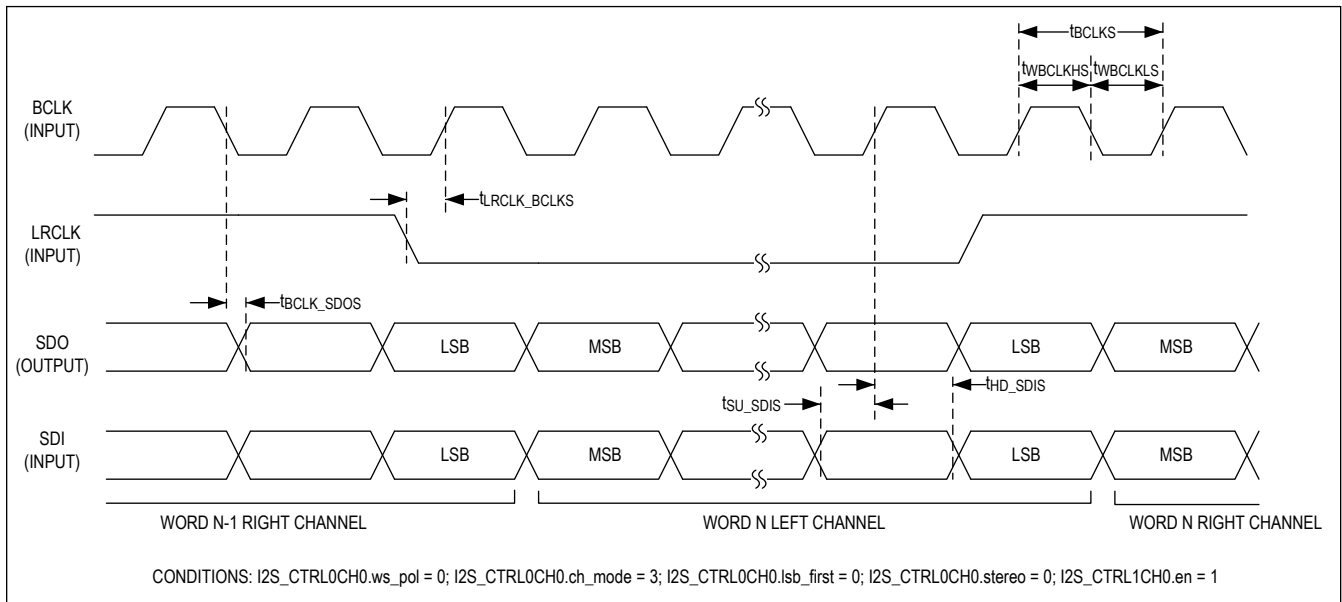 tBCLKS
tWBCLKHS tWBCLKLS
BCLK
(INPUT)
tLRCLK_BCLKS
LRCLK
(INPUT)
tBCLK_SDOS
SDO
(OUTPUT)
LSB MSB LSB MSB
tSU_SDIS tHD_SDIS
SDI
(INPUT)
LSB MSB LSB MSB
WORD N-1 RIGHT CHANNEL WORD N LEFT CHANNEL WORD N RIGHT CHANNEL
CONDITIONS: I2S_CTRL0CH0.ws_pol = 0; I2S_CTRL0CH0.ch_mode = 3; I2S_CTRL0CH0.lsb_first = 0; I2S_CTRL0CH0.stereo = 0; I2S_CTRL1CH0.en = 1